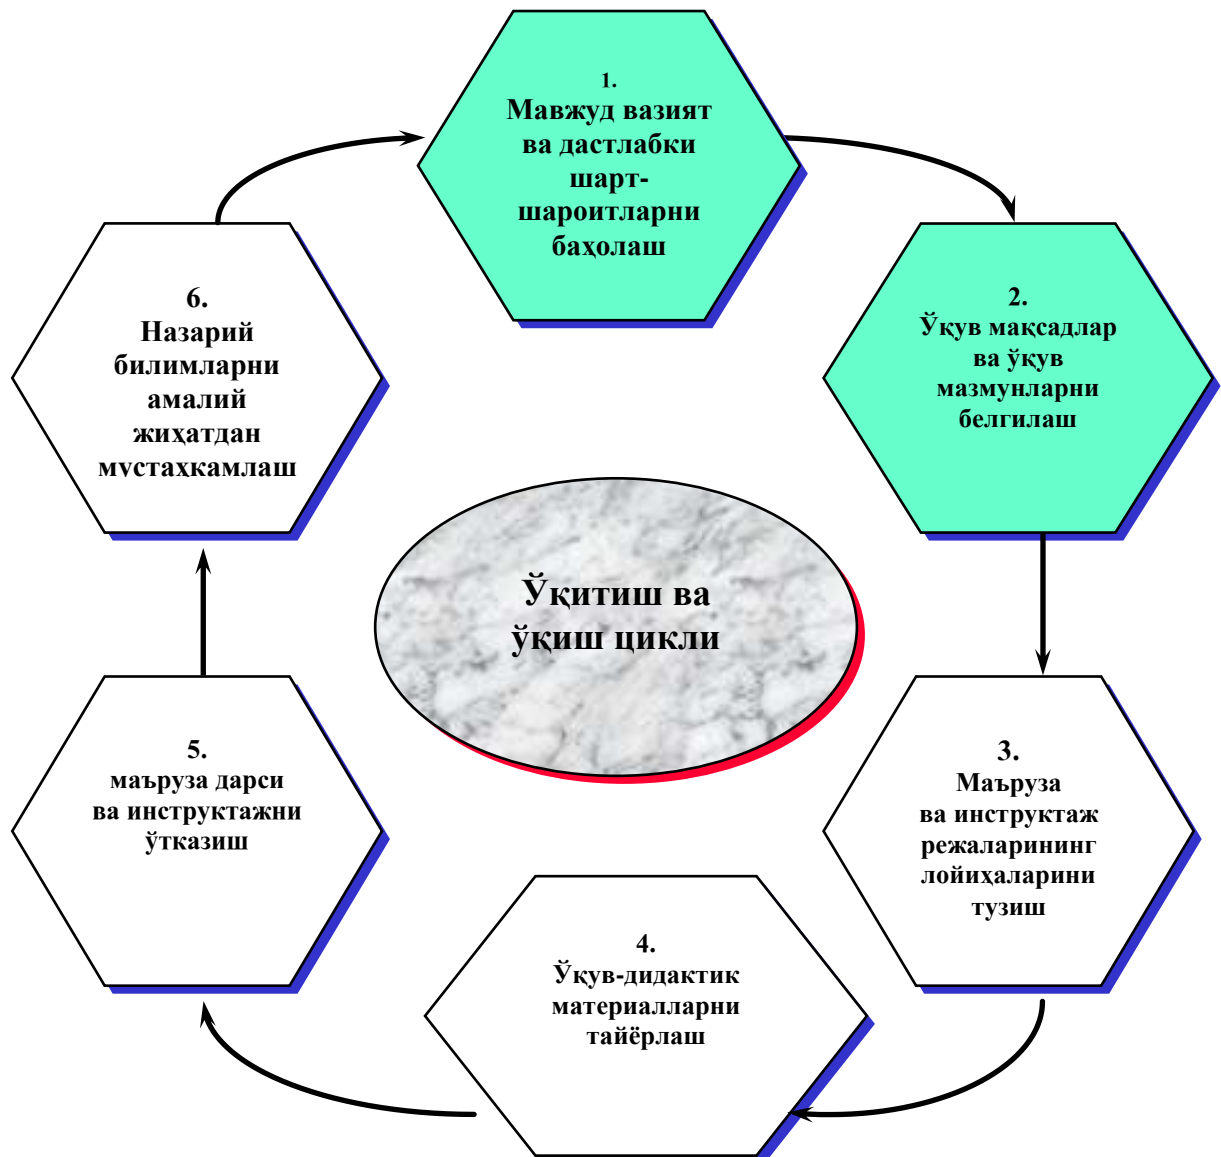 1.
Мавжуд вазият
ва дастлабки
шарт-
шароитларни
баҳолаш
2.
Ўқув мақсадлар
ва ўқув
мазмунларни
белгилаш
3.
Маъруза
ва инструктаж
режаларининг
лойиҳаларини
тузиш
4.
Ўқув-дидактик
материалларни
тайёрлаш
5.
маъруза дарси
ва инструктажни
ўтказиш
6.
Назарий
билимларни
амалий
жиҳатдан
мустаҳкамлаш
Ўқитиш ва
ўқиш цикли